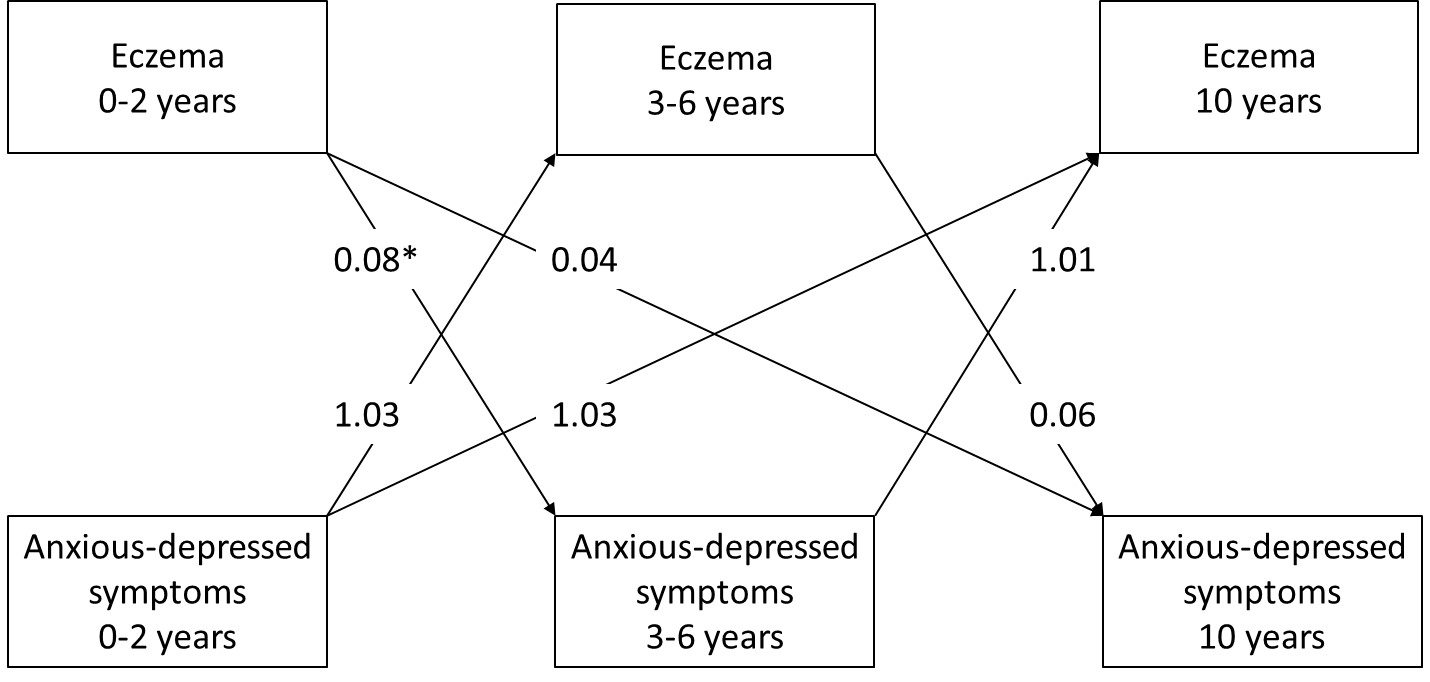 Eczema
0-2 years
Eczema
3-6 years
Eczema
10 years
0.08*
0.04
1.01
1.03
1.03
0.06
Anxious-depressed
symptoms
0-2 years
Anxious-depressed
symptoms
3-6 years
Anxious-depressed
symptoms
10 years